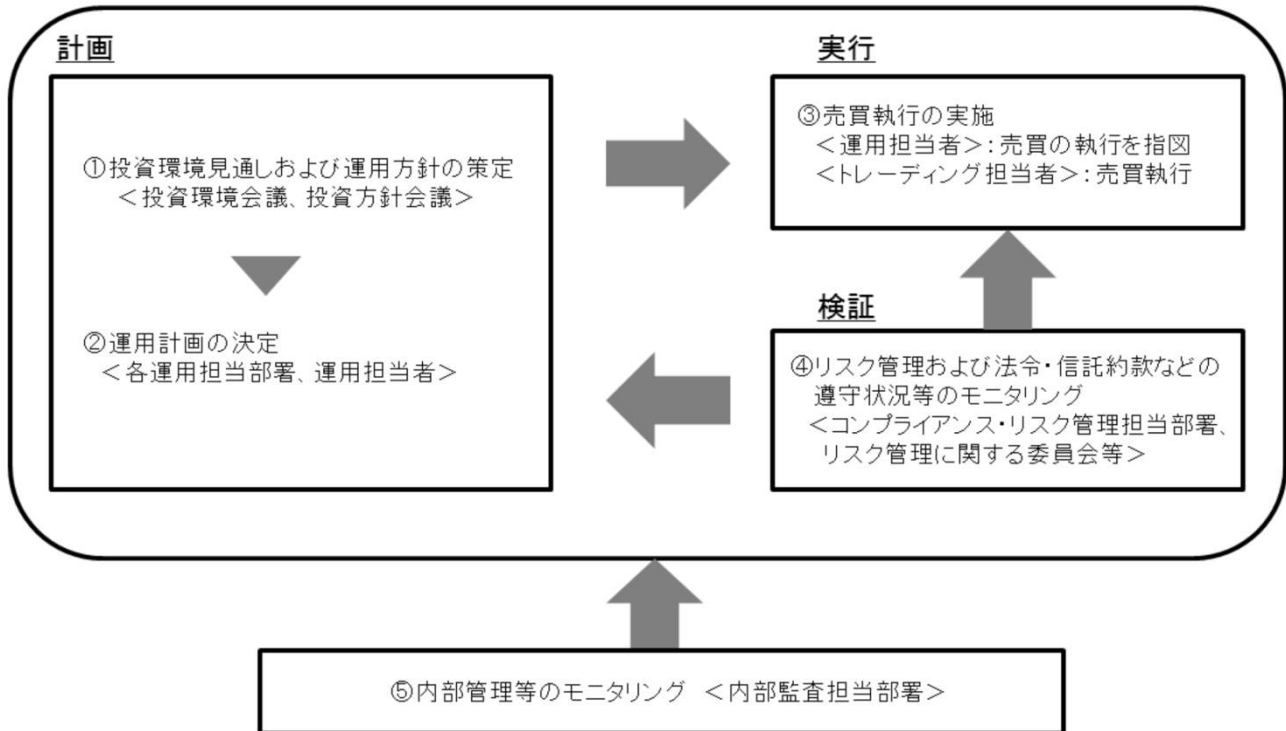 計画
①投資環境見通しおよび運用方針の策定
＜投資環境会議、投資方針会議＞
②運用計画の決定
＜各運用担当部署、運用担当者＞
実行
③売買執行の実施
＜運用担当者＞：売買の執行を指図
＜トレーディング担当者＞：売買執行
検証
④リスク管理および法令・信託約款などの
遵守状況等のモニタリング
＜コンプライアンス・リスク管理担当部署、
リスク管理に関する委員会等＞
⑤内部管理等のモニタリング ＜内部監査担当部署＞